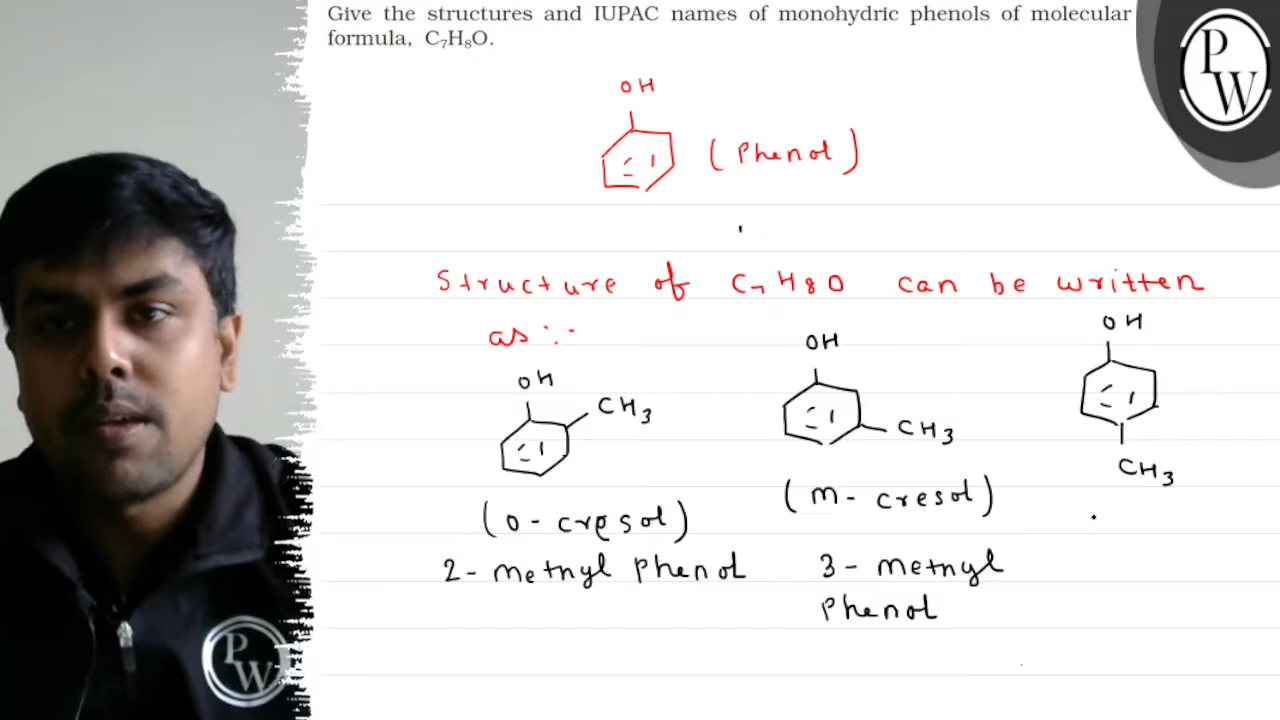 Give the structures and IUPAC names of monohydric phenols of molecular
formula, C₇H₈O.
P
W
OH
(Phenol)
Structure of C7H8O can be written
as :-
OH
CH3
(o-cresol)
2-methyl phenol
OH
CH3
(m-cresol)
3-methyl
phenol
OH
CH3
P
W